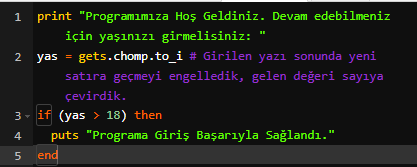 1 print "Programımıza Hoş Geldiniz. Devam edebilmeniz
için yaşınızı girmelisiniz: "
2 yas = gets.chomp.to_i # Girilen yazı sonunda yeni
satıra geçmeyi engelledik, gelen değeri sayıya
çevirdik.
3 if (yas > 18) then
4 puts "Programa Giriş Başarıyla Sağlandı."
5 end